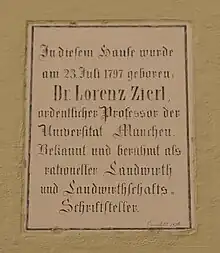 In diesem Hause wurde
am 23 Juli 1797 geboren:
Dr Lorenz Zierl,
ordentlicher Professor der
Universität München.
Bekannt und berühmt als
rationeller Landwirth
und Landwirthschafts-
Schriftsteller.